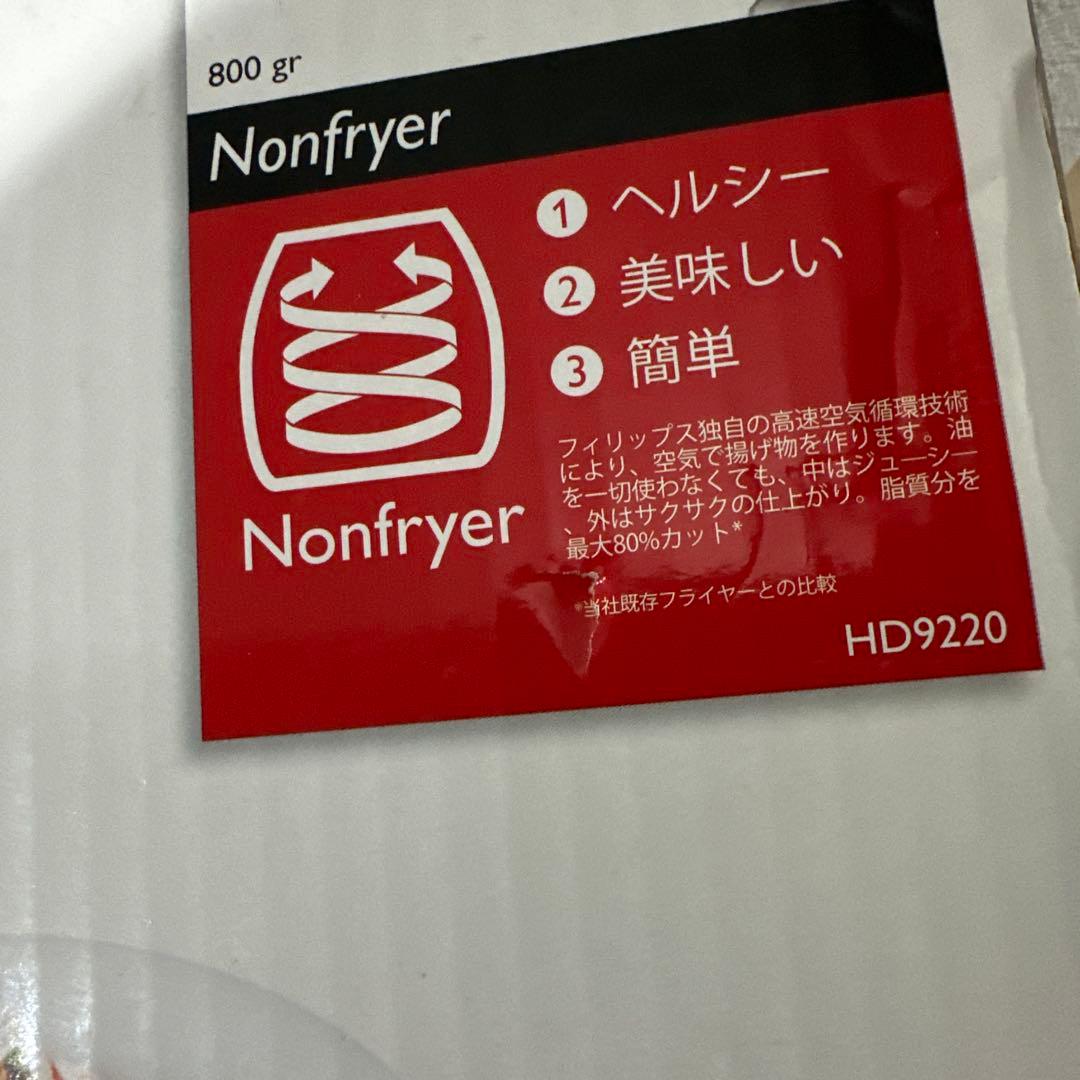 800 gr
Nonfryer
1 ヘルシー
2 美味しい
3 簡単
フィリップス独自の高速空気循環技術
により、空気で揚げ物を作ります。油
を一切使わなくても、中はジューシー
、外はサクサクの仕上がり。脂質分を
最大80%カット*
*当社既存フライヤーとの比較
Nonfryer
HD9220